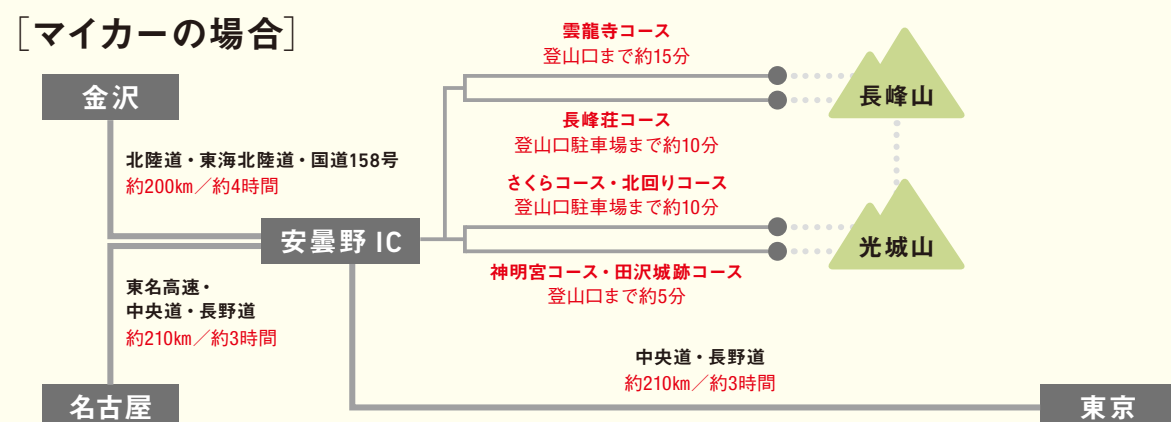 ［マイカーの場合］
金沢
北陸道・東海北陸道・国道158号
約200㎞／約4時間
安曇野 IC
東名高速・
中央道・長野道
約210㎞／約3時間
名古屋
雲龍寺コース
登山口まで約15分
長峰荘コース
登山口駐車場まで約10分
長峰山
さくらコース・北回りコース
登山口駐車場まで約10分
神明宮コース・田沢城跡コース
登山口まで約5分
光城山
中央道・長野道
約210㎞／約3時間
東京